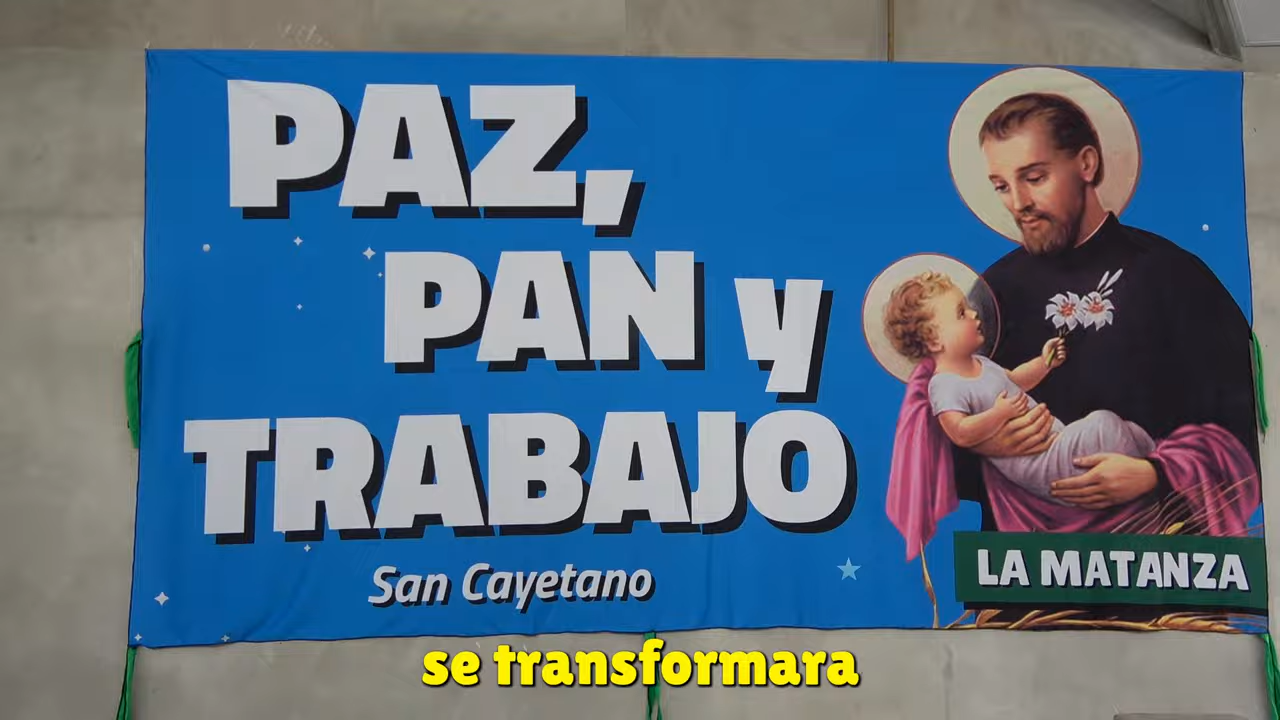 PAZ,
PAN y
TRABAJO
San Cayetano
LA MATANZA
se transformara